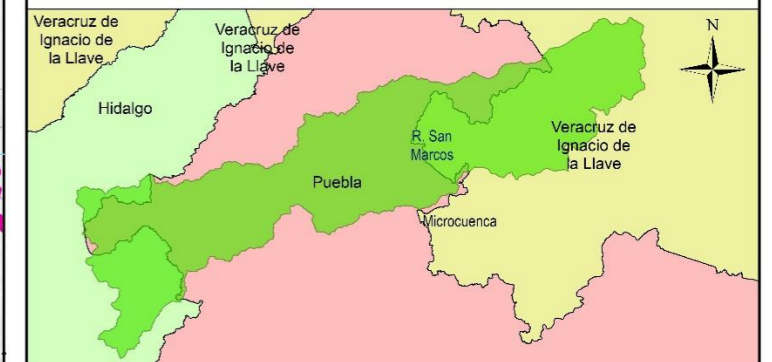 Veracruz de
Ignacio de
la Llave
Veracruz de
Ignacio de
la Llave
N
Hidalgo
R. San
Marcos
Veracruz de
Ignacio de
la Llave
Puebla
Microcuenca